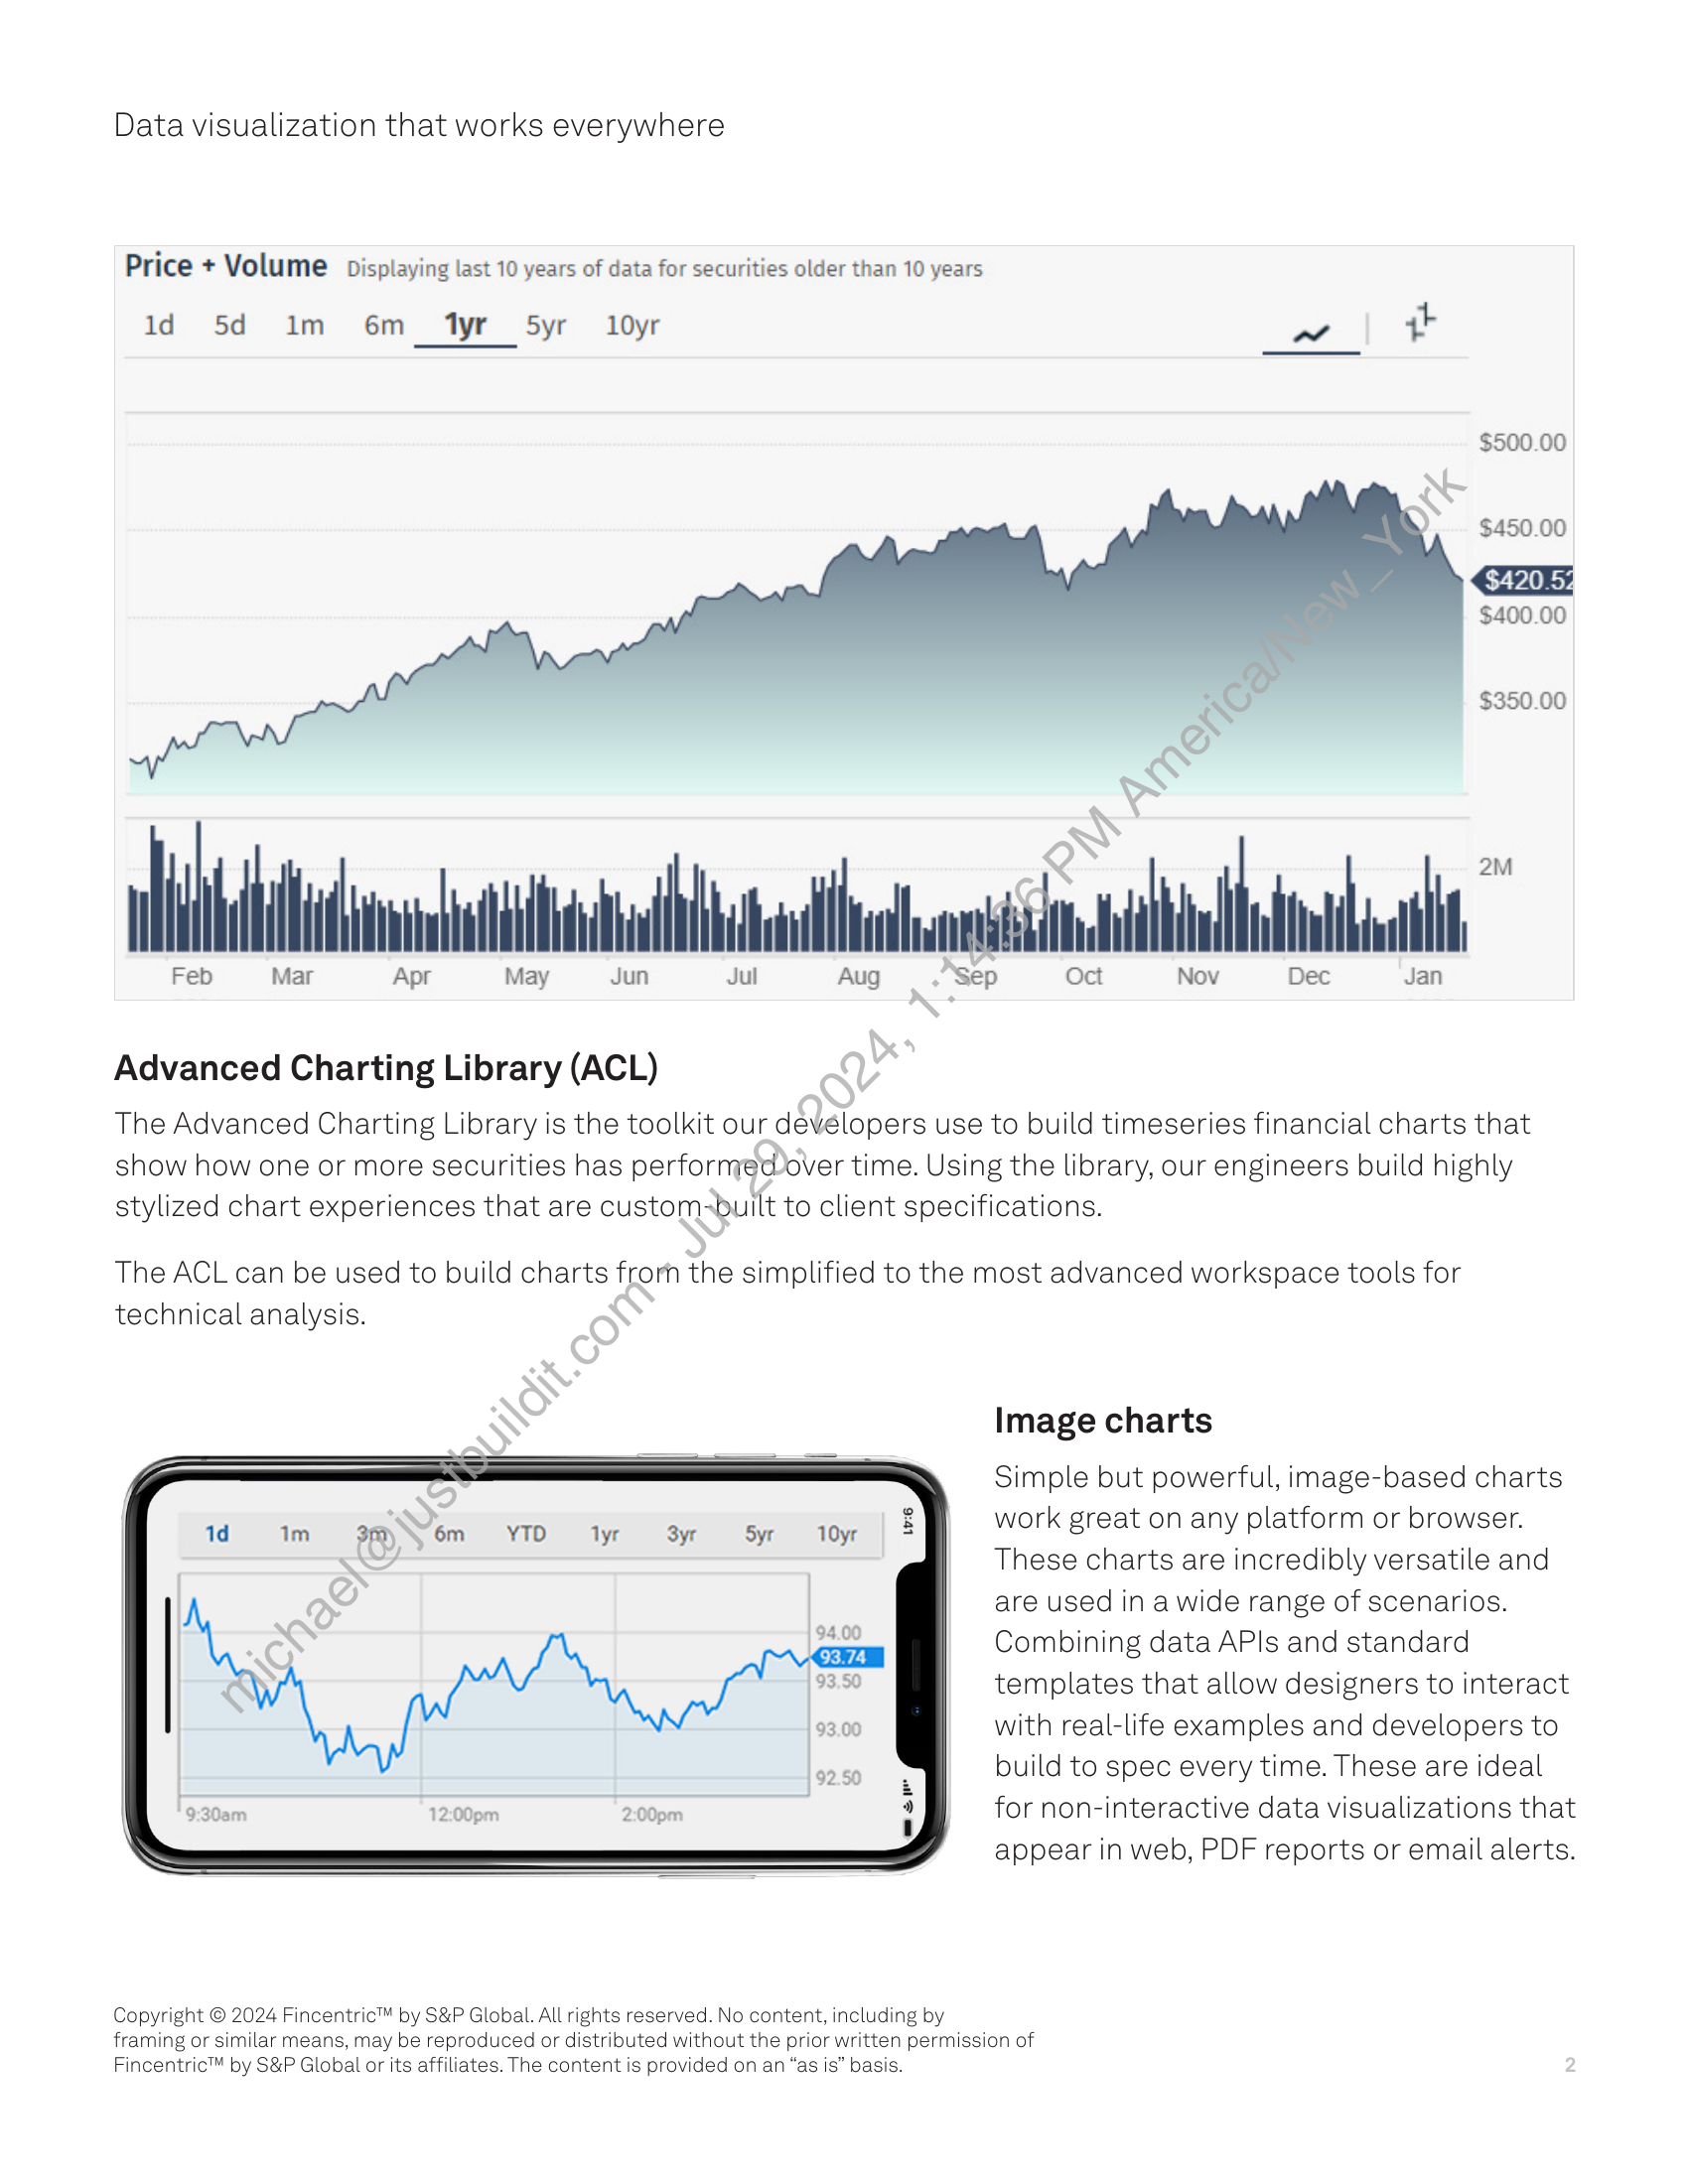 Data visualization that works everywhere
Price + Volume Displaying last 10 years of data for securities older than 10 years
1d 5d 1m 6m 1yr 5yr 10yr
$500.00
$450.00
$420.52
$400.00
$350.00
2M
Feb Mar Apr May Jun Jul Aug Sep Oct Nov Dec Jan
Advanced Charting Library (ACL)
The Advanced Charting Library is the toolkit our developers use to build timeseries financial charts that
show how one or more securities has performed over time. Using the library, our engineers build highly
stylized chart experiences that are custom-built to client specifications.
The ACL can be used to build charts from the simplified to the most advanced workspace tools for
technical analysis.
1d 1m 3m 6m YTD 1yr 3yr 5yr 10yr
9:41
94.00
93.74
93.50
93.00
92.50
9:30am 12:00pm 2:00pm
Image charts
Simple but powerful, image-based charts
work great on any platform or browser.
These charts are incredibly versatile and
are used in a wide range of scenarios.
Combining data APIs and standard
templates that allow designers to interact
with real-life examples and developers to
build to spec every time. These are ideal
for non-interactive data visualizations that
appear in web, PDF reports or email alerts.
michael@justbuildit.com - Jul 29, 2024, 1:14:36 PM America/New_York
Copyright © 2024 Fincentric™ by S&P Global. All rights reserved. No content, including by
framing or similar means, may be reproduced or distributed without the prior written permission of
Fincentric™ by S&P Global or its affiliates. The content is provided on an “as is” basis.
2